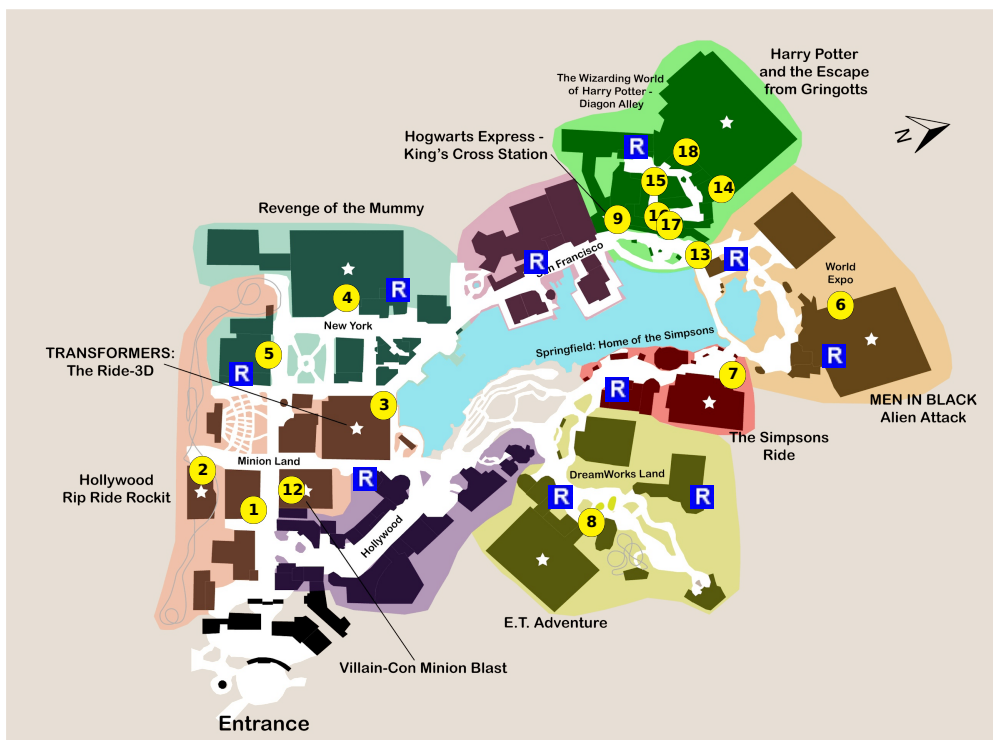 Harry Potter
and the Escape
from Gringotts
The Wizarding World
of Harry Potter -
Diagon Alley
Hogwarts Express -
King's Cross Station
N
R
18
15
14
16
17
9
13
R
R
San Francisco
Revenge of the Mummy
World
Expo
6
R
4
R
New York
Springfield: Home of the Simpsons
TRANSFORMERS:
The Ride-3D
5
R
7
R
3
MEN IN BLACK
Alien Attack
The Simpsons
Ride
Minion Land
2
Hollywood
Rip Ride Rockit
12
1
R
DreamWorks Land
R
R
8
Hollywood
E.T. Adventure
Villain-Con Minion Blast
Entrance